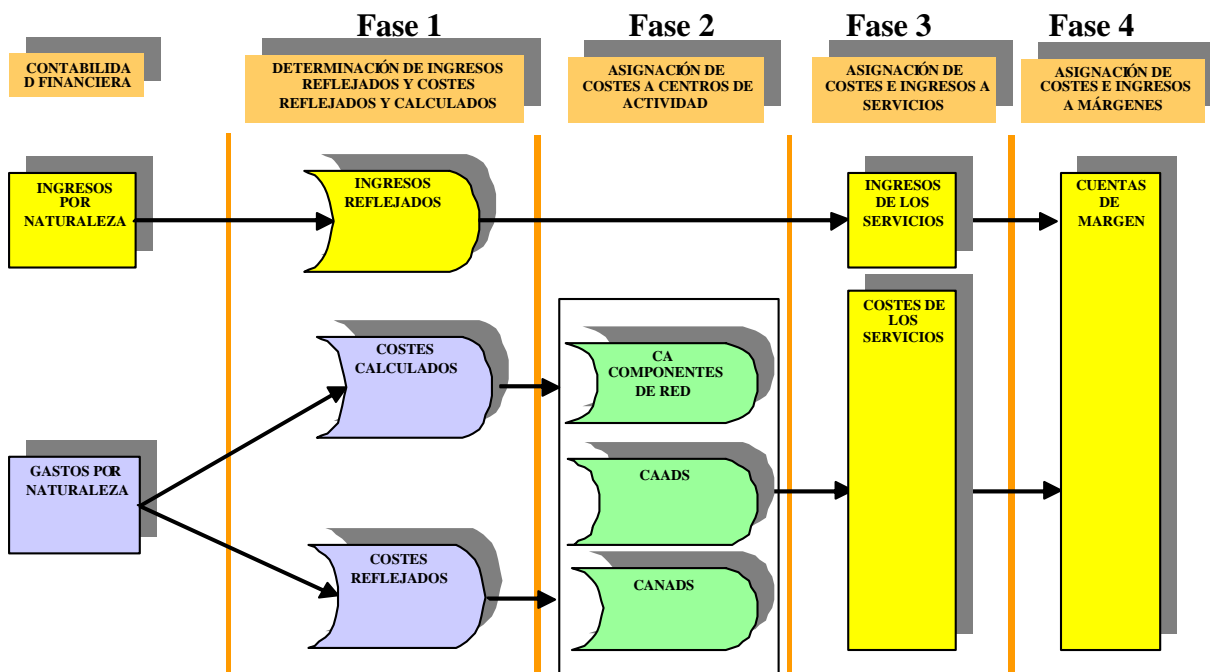 Fase 1
Fase 2
Fase 3
Fase 4
CONTABILIDA
D FINANCIERA
DETERMINACIÓN DE INGRESOS
REFLEJADOS Y COSTES
REFLEJADOS Y CALCULADOS
ASIGNACIÓN DE
COSTES A CENTROS DE
ACTIVIDAD
ASIGNACIÓN DE
COSTES E INGRESOS A
SERVICIOS
ASIGNACIÓN DE
COSTES E INGRESOS
A MÁRGENES
INGRESOS
POR
NATURALEZA
INGRESOS
REFLEJADOS
INGRESOS
DE LOS
SERVICIOS
CUENTAS
DE
MARGEN
COSTES
CALCULADOS
CA
COMPONENTES
DE RED
COSTES DE
LOS
SERVICIOS
GASTOS POR
NATURALEZA
CAADS
COSTES
REFLEJADOS
CANADS